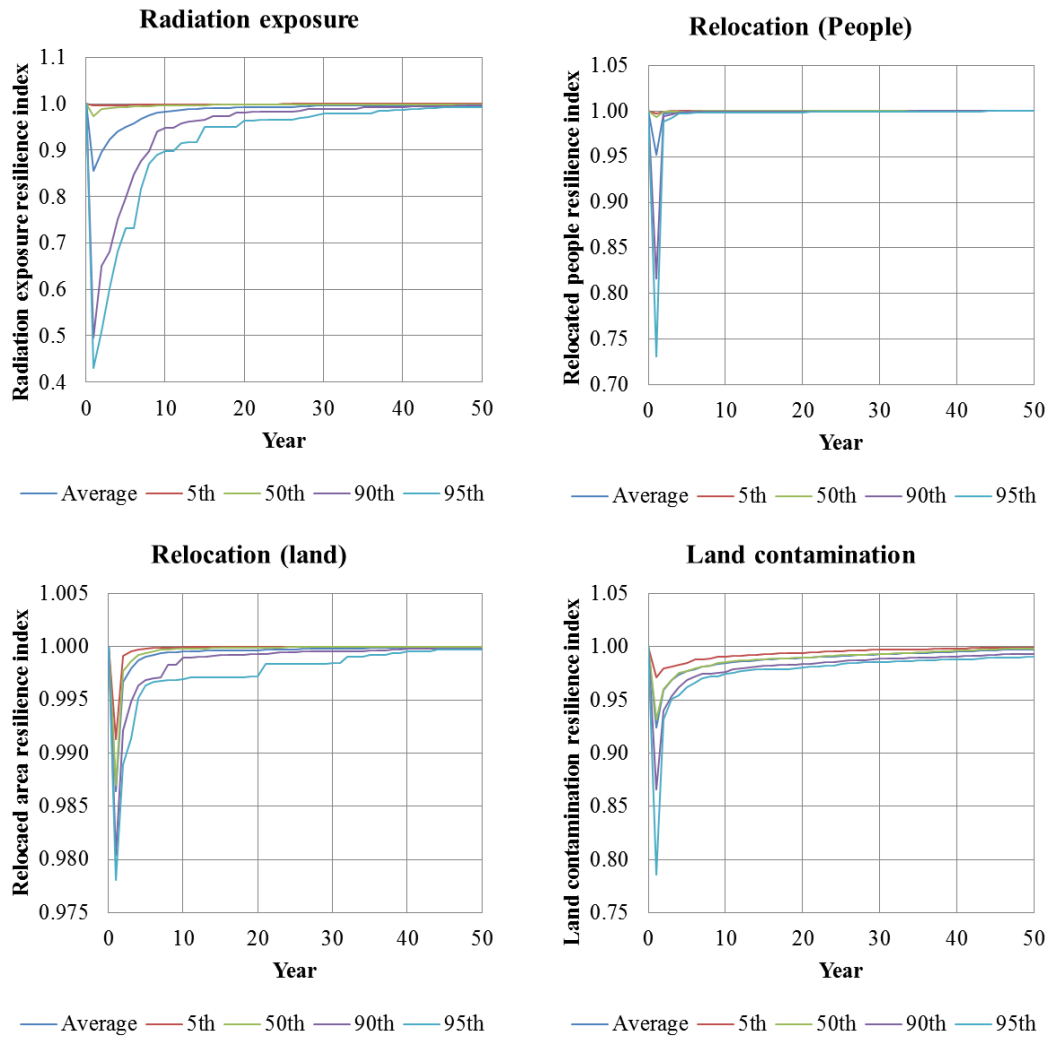 Radiation exposure
Radiation exposure resilience index
1.1
1.0
0.9
0.8
0.7
0.6
0.5
0.4
0 10 20 30 40 50
Year
Average 5th 50th 90th 95th
Relocation (People)
Relocated people resilience index
1.05
1.00
0.95
0.90
0.85
0.80
0.75
0.70
0 10 20 30 40 50
Year
Average 5th 50th 90th 95th
Relocation (land)
Relocaed area resilience index
1.005
1.000
0.995
0.990
0.985
0.980
0.975
0 10 20 30 40 50
Year
Average 5th 50th 90th 95th
Land contamination
Land contamination resilience index
1.05
1.00
0.95
0.90
0.85
0.80
0.75
0 10 20 30 40 50
Year
Average 5th 50th 90th 95th